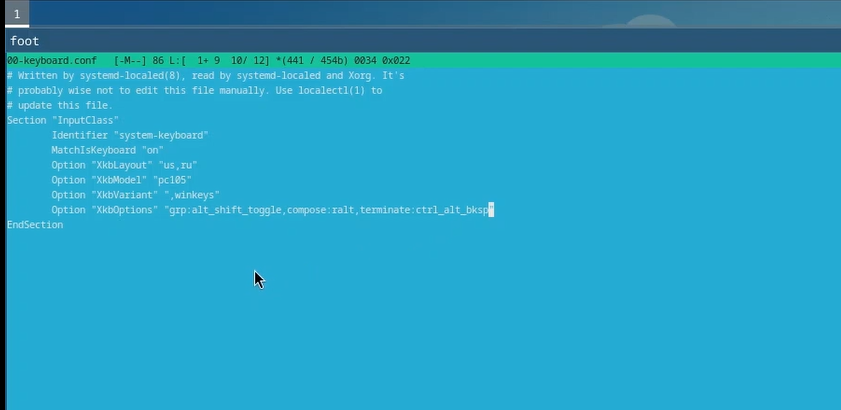 1
foot
00-keyboard.conf [-M--] 86 L:[ 1+ 9 10/ 12] *(441 / 454b) 0034 0x022
# Written by systemd-localed(8), read by systemd-localed and Xorg. It's
# probably wise not to edit this file manually. Use localectl(1) to
# update this file.
Section "InputClass"
Identifier "system-keyboard"
MatchIsKeyboard "on"
Option "XkbLayout" "us,ru"
Option "XkbModel" "pc105"
Option "XkbVariant" ",winkeys"
Option "XkbOptions" "grp:alt_shift_toggle,compose:ralt,terminate:ctrl_alt_bksp"
EndSection